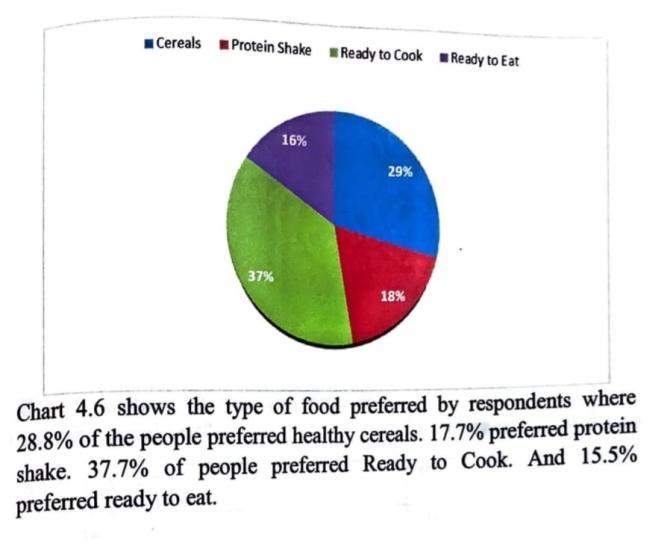 Cereals Protein Shake Ready to Cook Ready to Eat
16%
29%
37%
18%
Chart 4.6 shows the type of food preferred by respondents where
28.8% of the people preferred healthy cereals. 17.7% preferred protein
shake. 37.7% of people preferred Ready to Cook. And 15.5%
preferred ready to eat.